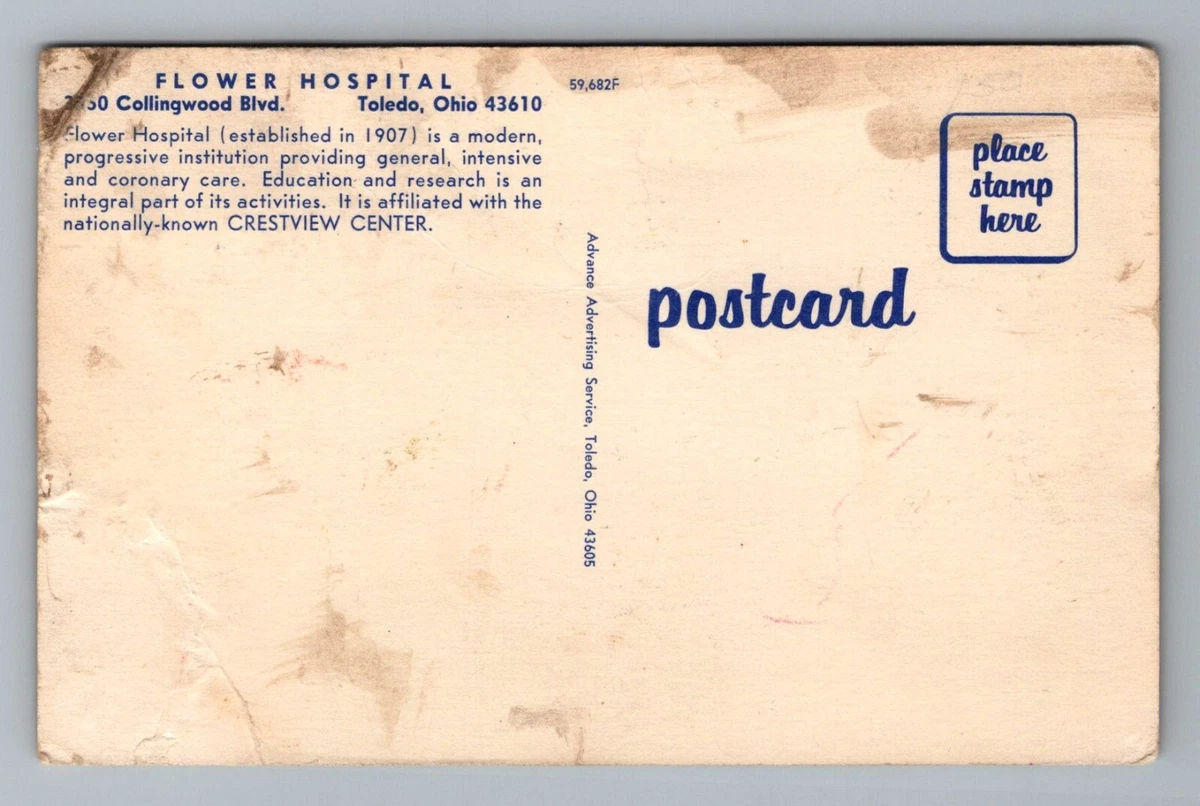 FLOWER HOSPITAL
50 Collingwood Blvd. Toledo, Ohio 43610
Flower Hospital (established in 1907) is a modern,
progressive institution providing general, intensive
and coronary care. Education and research is an
integral part of its activities. It is affiliated with the
nationally-known CRESTVIEW CENTER.
59,682F
Advance Advertising Service, Toledo, Ohio 43605
place
stamp
here
postcard